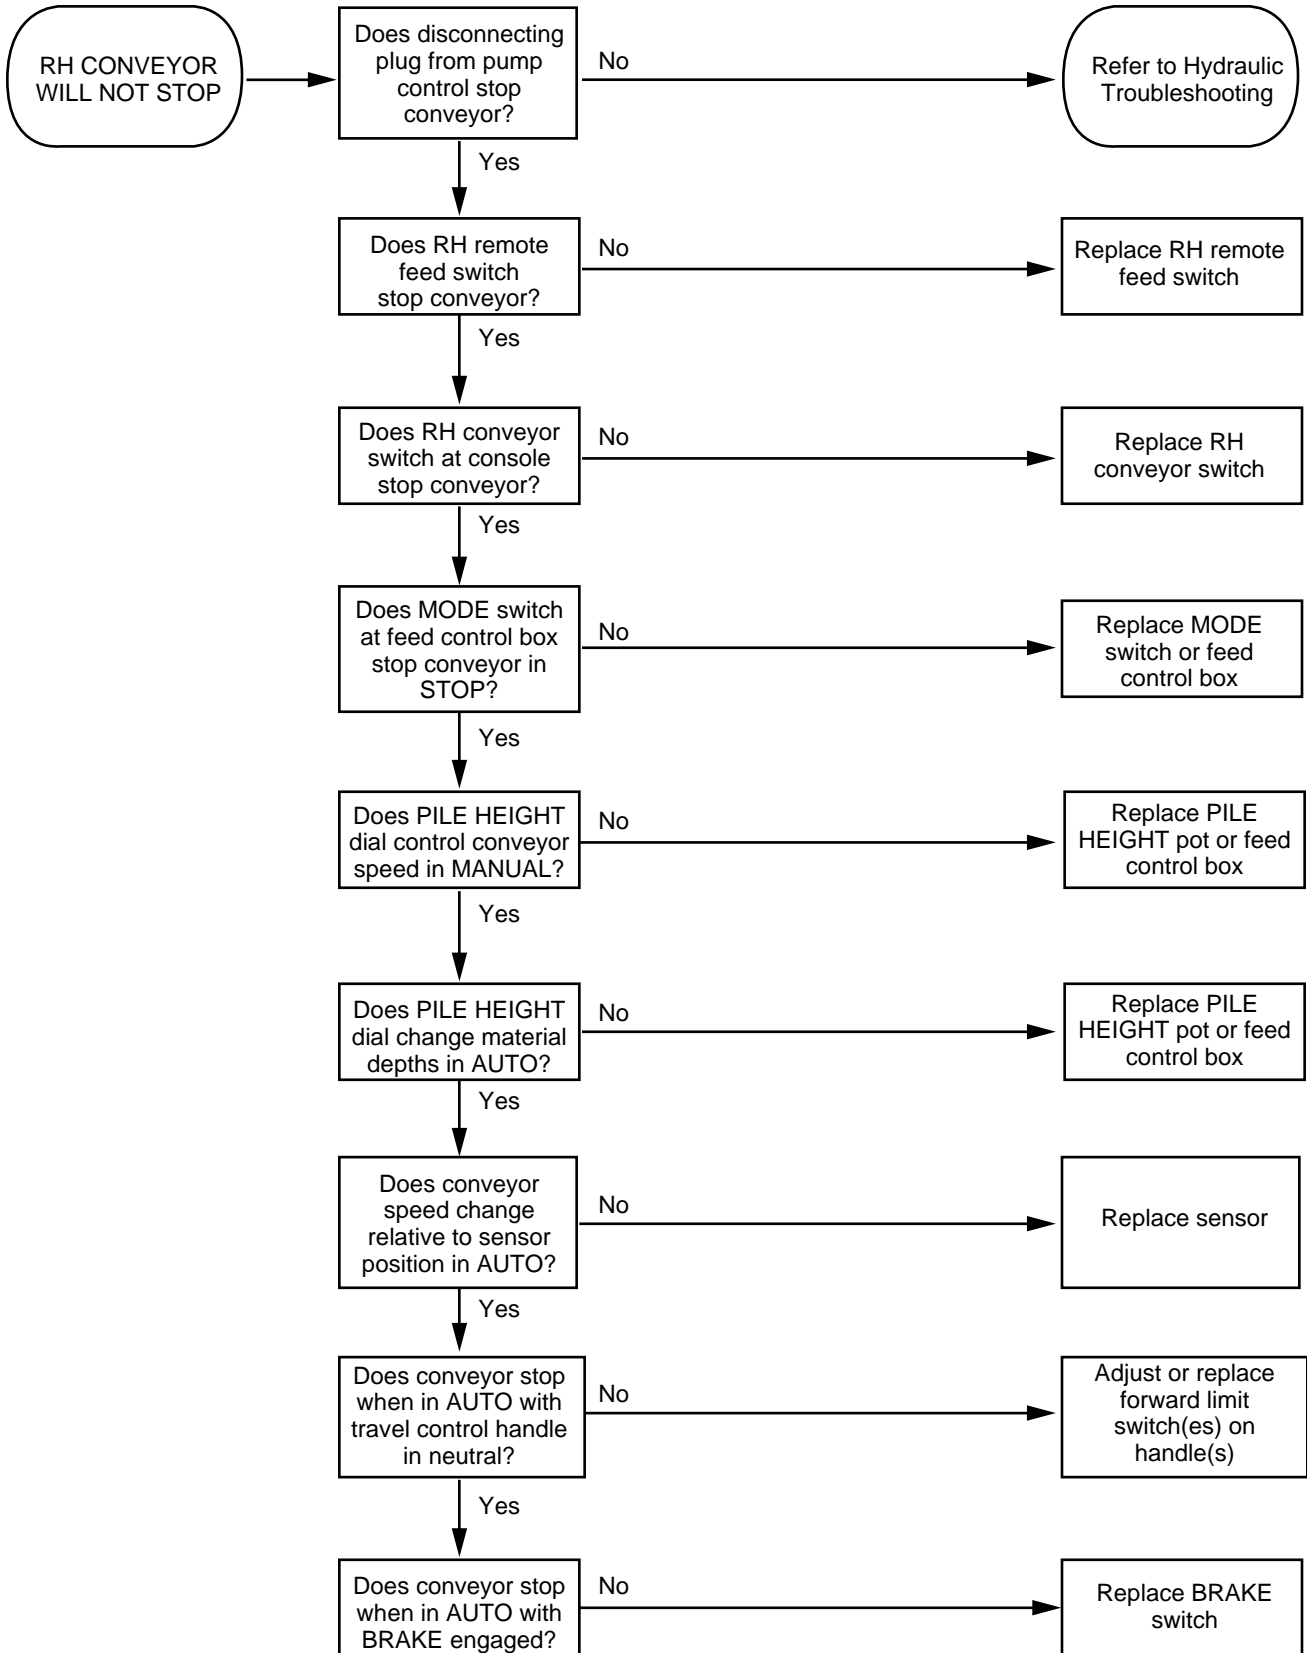 RH CONVEYOR
WILL NOT STOP
Does disconnecting
plug from pump
control stop
conveyor?
No
Refer to Hydraulic
Troubleshooting
Yes
Does RH remote
feed switch
stop conveyor?
No
Replace RH remote
feed switch
Yes
Does RH conveyor
switch at console
stop conveyor?
No
Replace RH
conveyor switch
Yes
Does MODE switch
at feed control box
stop conveyor in
STOP?
No
Replace MODE
switch or feed
control box
Yes
Does PILE HEIGHT
dial control conveyor
speed in MANUAL?
No
Replace PILE
HEIGHT pot or feed
control box
Yes
Does PILE HEIGHT
dial change material
depths in AUTO?
No
Replace PILE
HEIGHT pot or feed
control box
Yes
Does conveyor
speed change
relative to sensor
position in AUTO?
No
Replace sensor
Yes
Does conveyor stop
when in AUTO with
travel control handle
in neutral?
No
Adjust or replace
forward limit
switch(es) on
handle(s)
Yes
Does conveyor stop
when in AUTO with
BRAKE engaged?
No
Replace BRAKE
switch